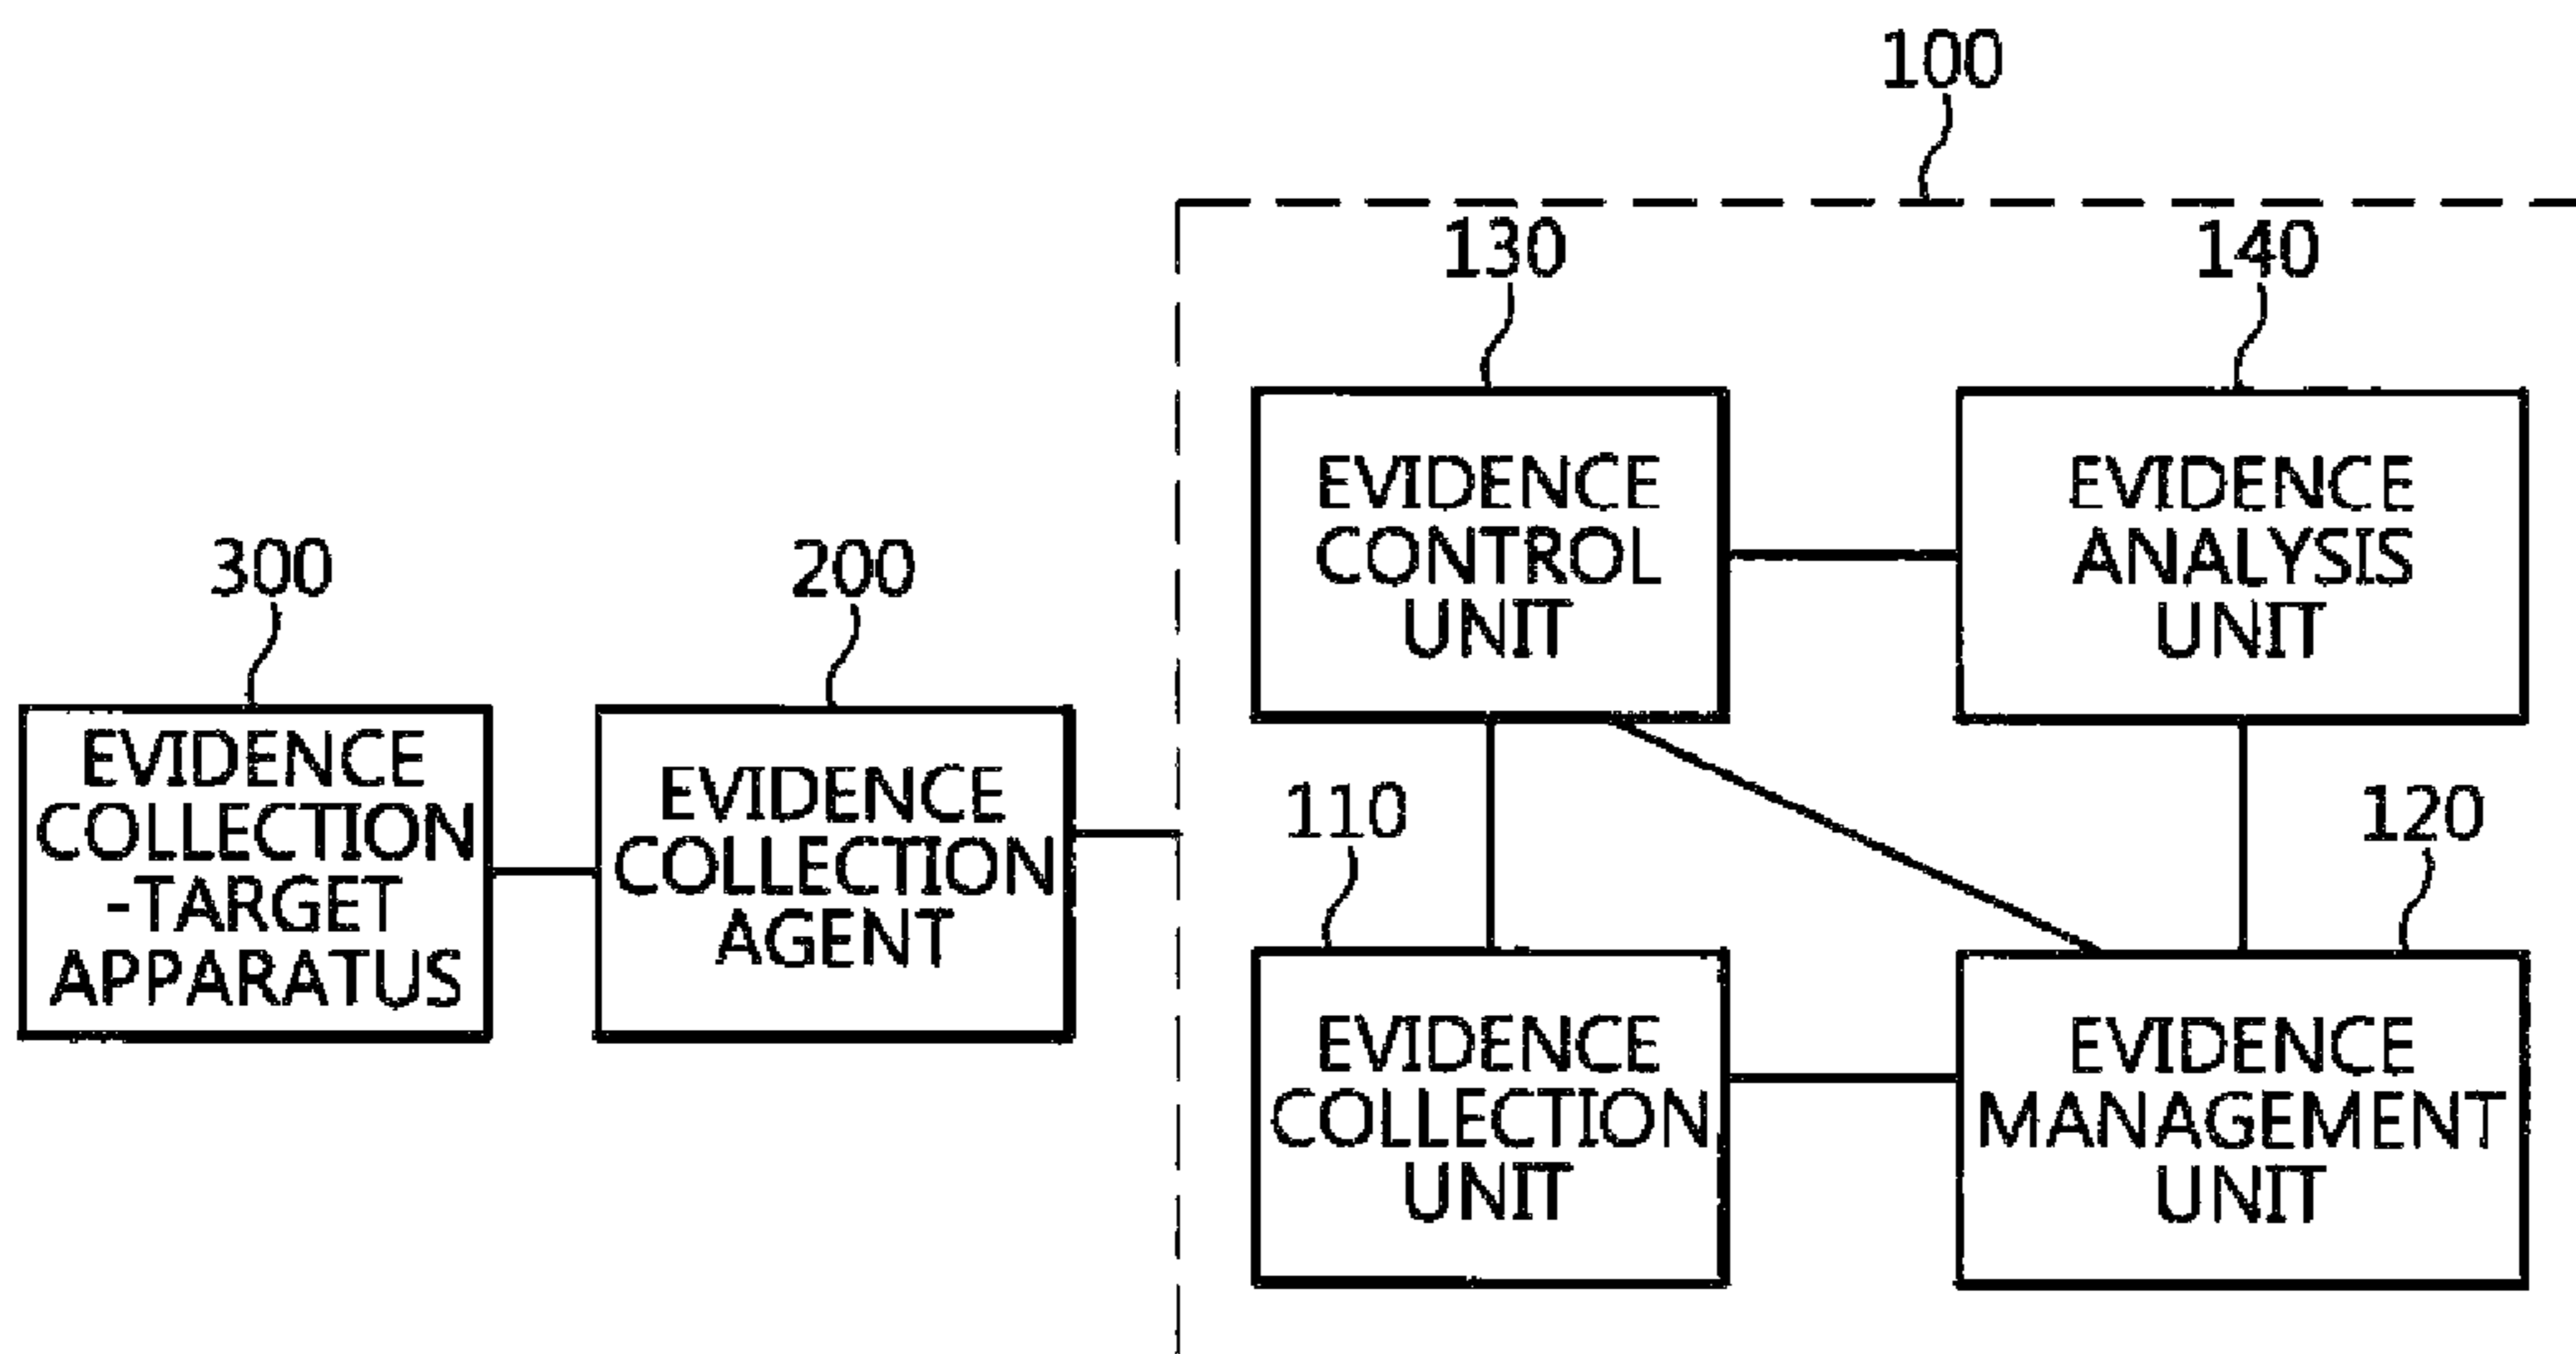 100
130
140
EVIDENCE
CONTROL
UNIT
EVIDENCE
ANALYSIS
UNIT
300
200
EVIDENCE
COLLECTION
-TARGET
APPARATUS
EVIDENCE
COLLECTION
AGENT
110
120
EVIDENCE
COLLECTION
UNIT
EVIDENCE
MANAGEMENT
UNIT